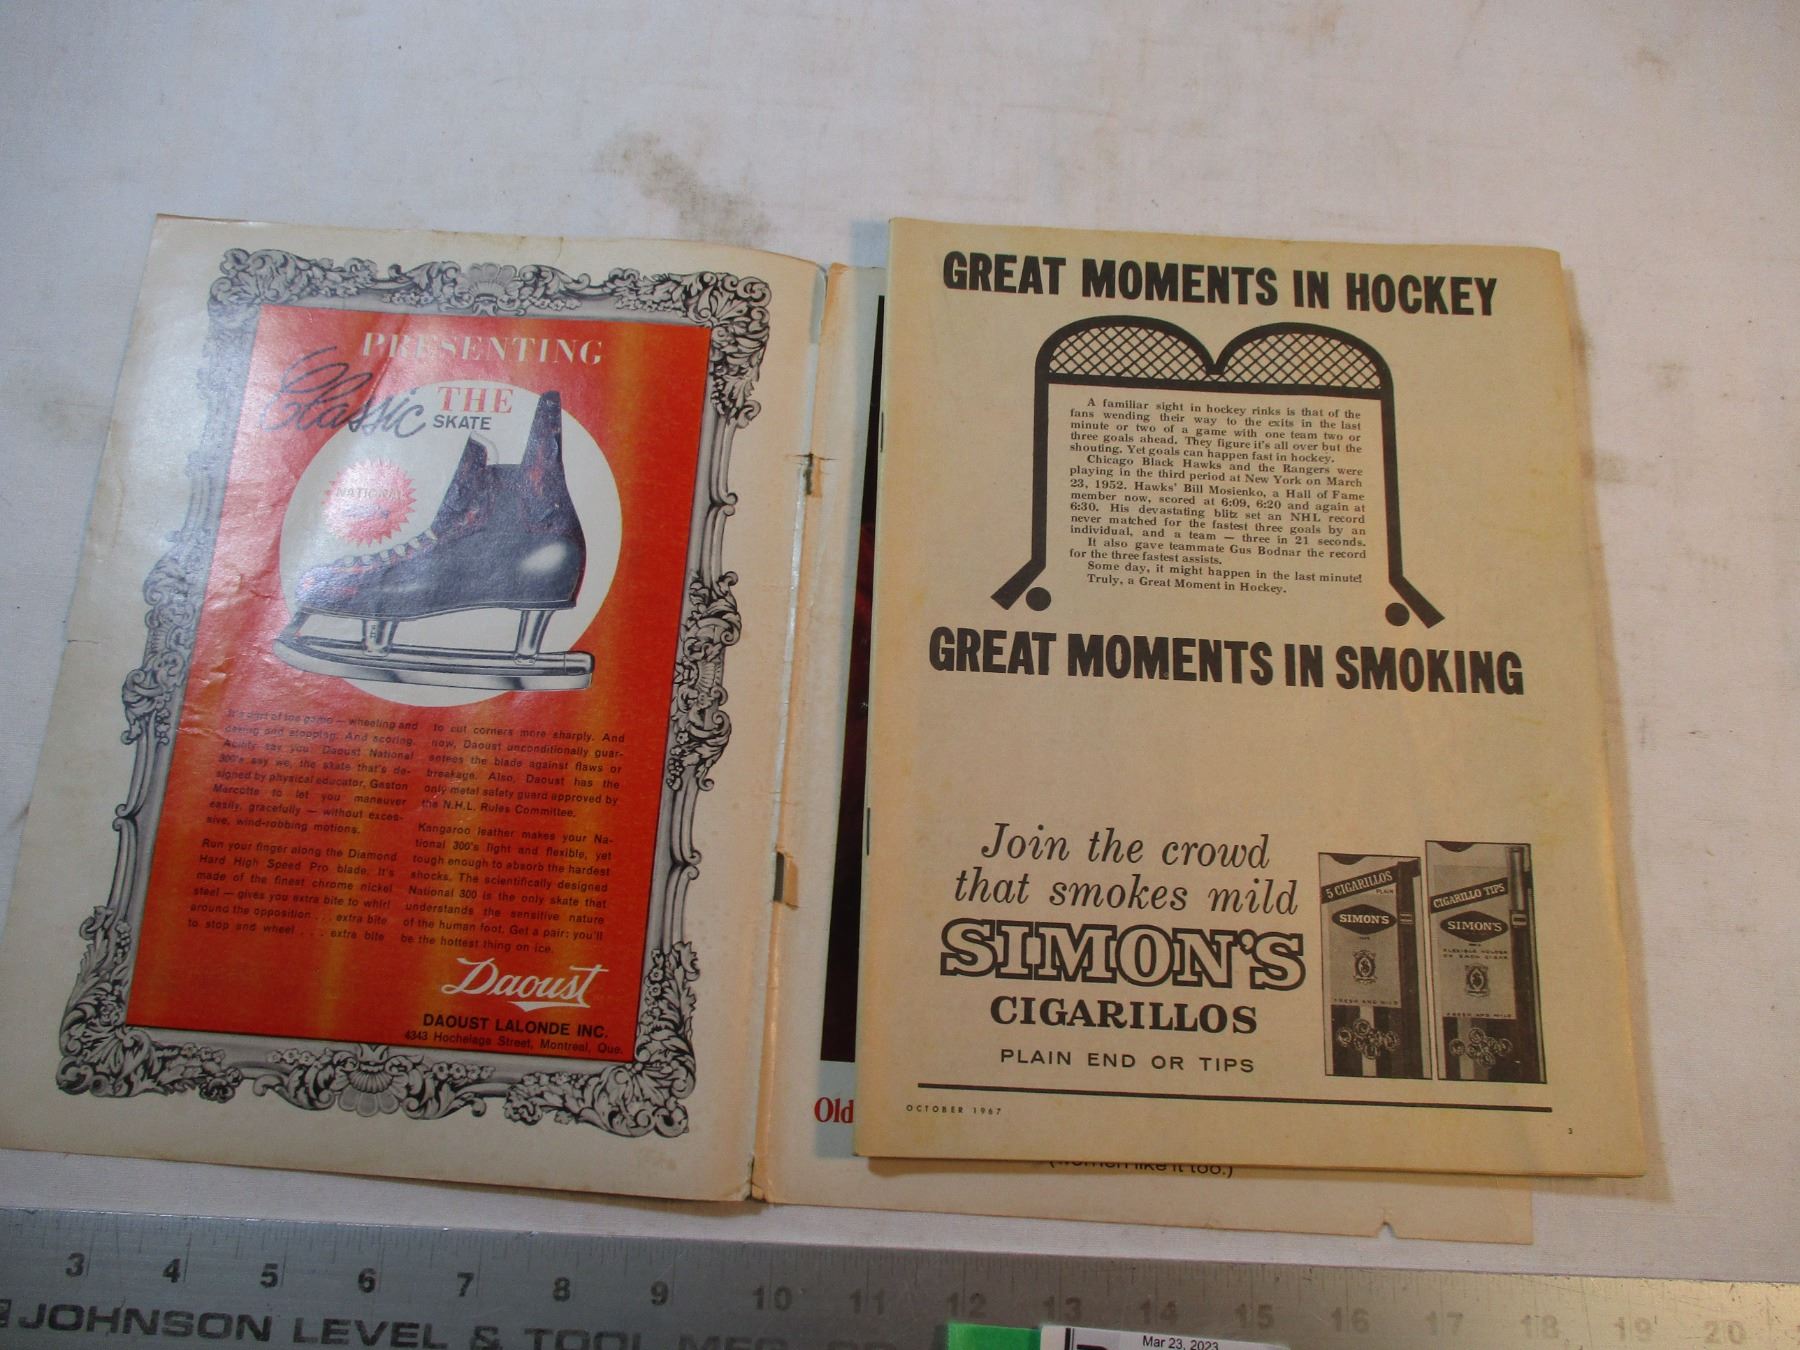 PRESENTING
THE
Classic
SKATE
NATIONAL
It's part of the game — wheeling and
and stopping. And scoring.
Agility say you. Daoust National
300's say we, the skate that's de-
signed by physical educator, Gaston
Marcotte to let you maneuver
easily, gracefully — without exces-
sive, wind-robbing motions.
Run your finger along the Diamond
Hard High Speed Pro blade. It's
made of the finest chrome nickel
steel — gives you extra bite to whirl
around the opposition . . . extra bite
to stop and wheel . . . extra bite
to cut corners more sharply. And
now, Daoust unconditionally guar-
antees the blade against flaws or
breakage. Also, Daoust has the
only metal safety guard approved by
the N.H.L. Rules Committee.
Kangaroo leather makes your Na-
tional 300's light and flexible, yet
tough enough to absorb the hardest
shocks. The scientifically designed
National 300 is the only skate that
understands the sensitive nature
of the human foot. Get a pair: you'll
be the hottest thing on ice.
Daoust
DAOUST LALONDE INC.
4343 Hochelaga Street, Montreal, Que.
Old
GREAT MOMENTS IN HOCKEY
A familiar sight in hockey rinks is that of the
fans wending their way to the exits in the last
minute or two of a game with one team two or
three goals ahead. They figure it's all over but the
shouting. Yet goals can happen fast in hockey.
Chicago Black Hawks and the Rangers were
playing in the third period at New York on March
23, 1952. Hawks' Bill Mosienko, a Hall of Fame
member now, scored at 6:09, 6:20 and again at
6:30. His devastating blitz set an NHL record
never matched for the fastest three goals by an
individual, and a team — three in 21 seconds.
It also gave teammate Gus Bodnar the record
for the three fastest assists.
Some day, it might happen in the last minute!
Truly, a Great Moment in Hockey.
GREAT MOMENTS IN SMOKING
Join the crowd
that smokes mild
SIMON'S
CIGARILLOS
PLAIN END OR TIPS
5 CIGARILLOS
PLAIN
SIMON'S
FRESH AND MILD
CIGARILLO TIPS
SIMON'S
FLEXIBLE HOLDER
ON EACH CIGAR
FRESH AND MILD
OCTOBER 1967
3
(women like it too.)
3 4 5 6 7 8 9 10 11 12 13 14 15 16 17 18 19 20
JOHNSON LEVEL & TOOL MFG. CO
Mar 23, 2023